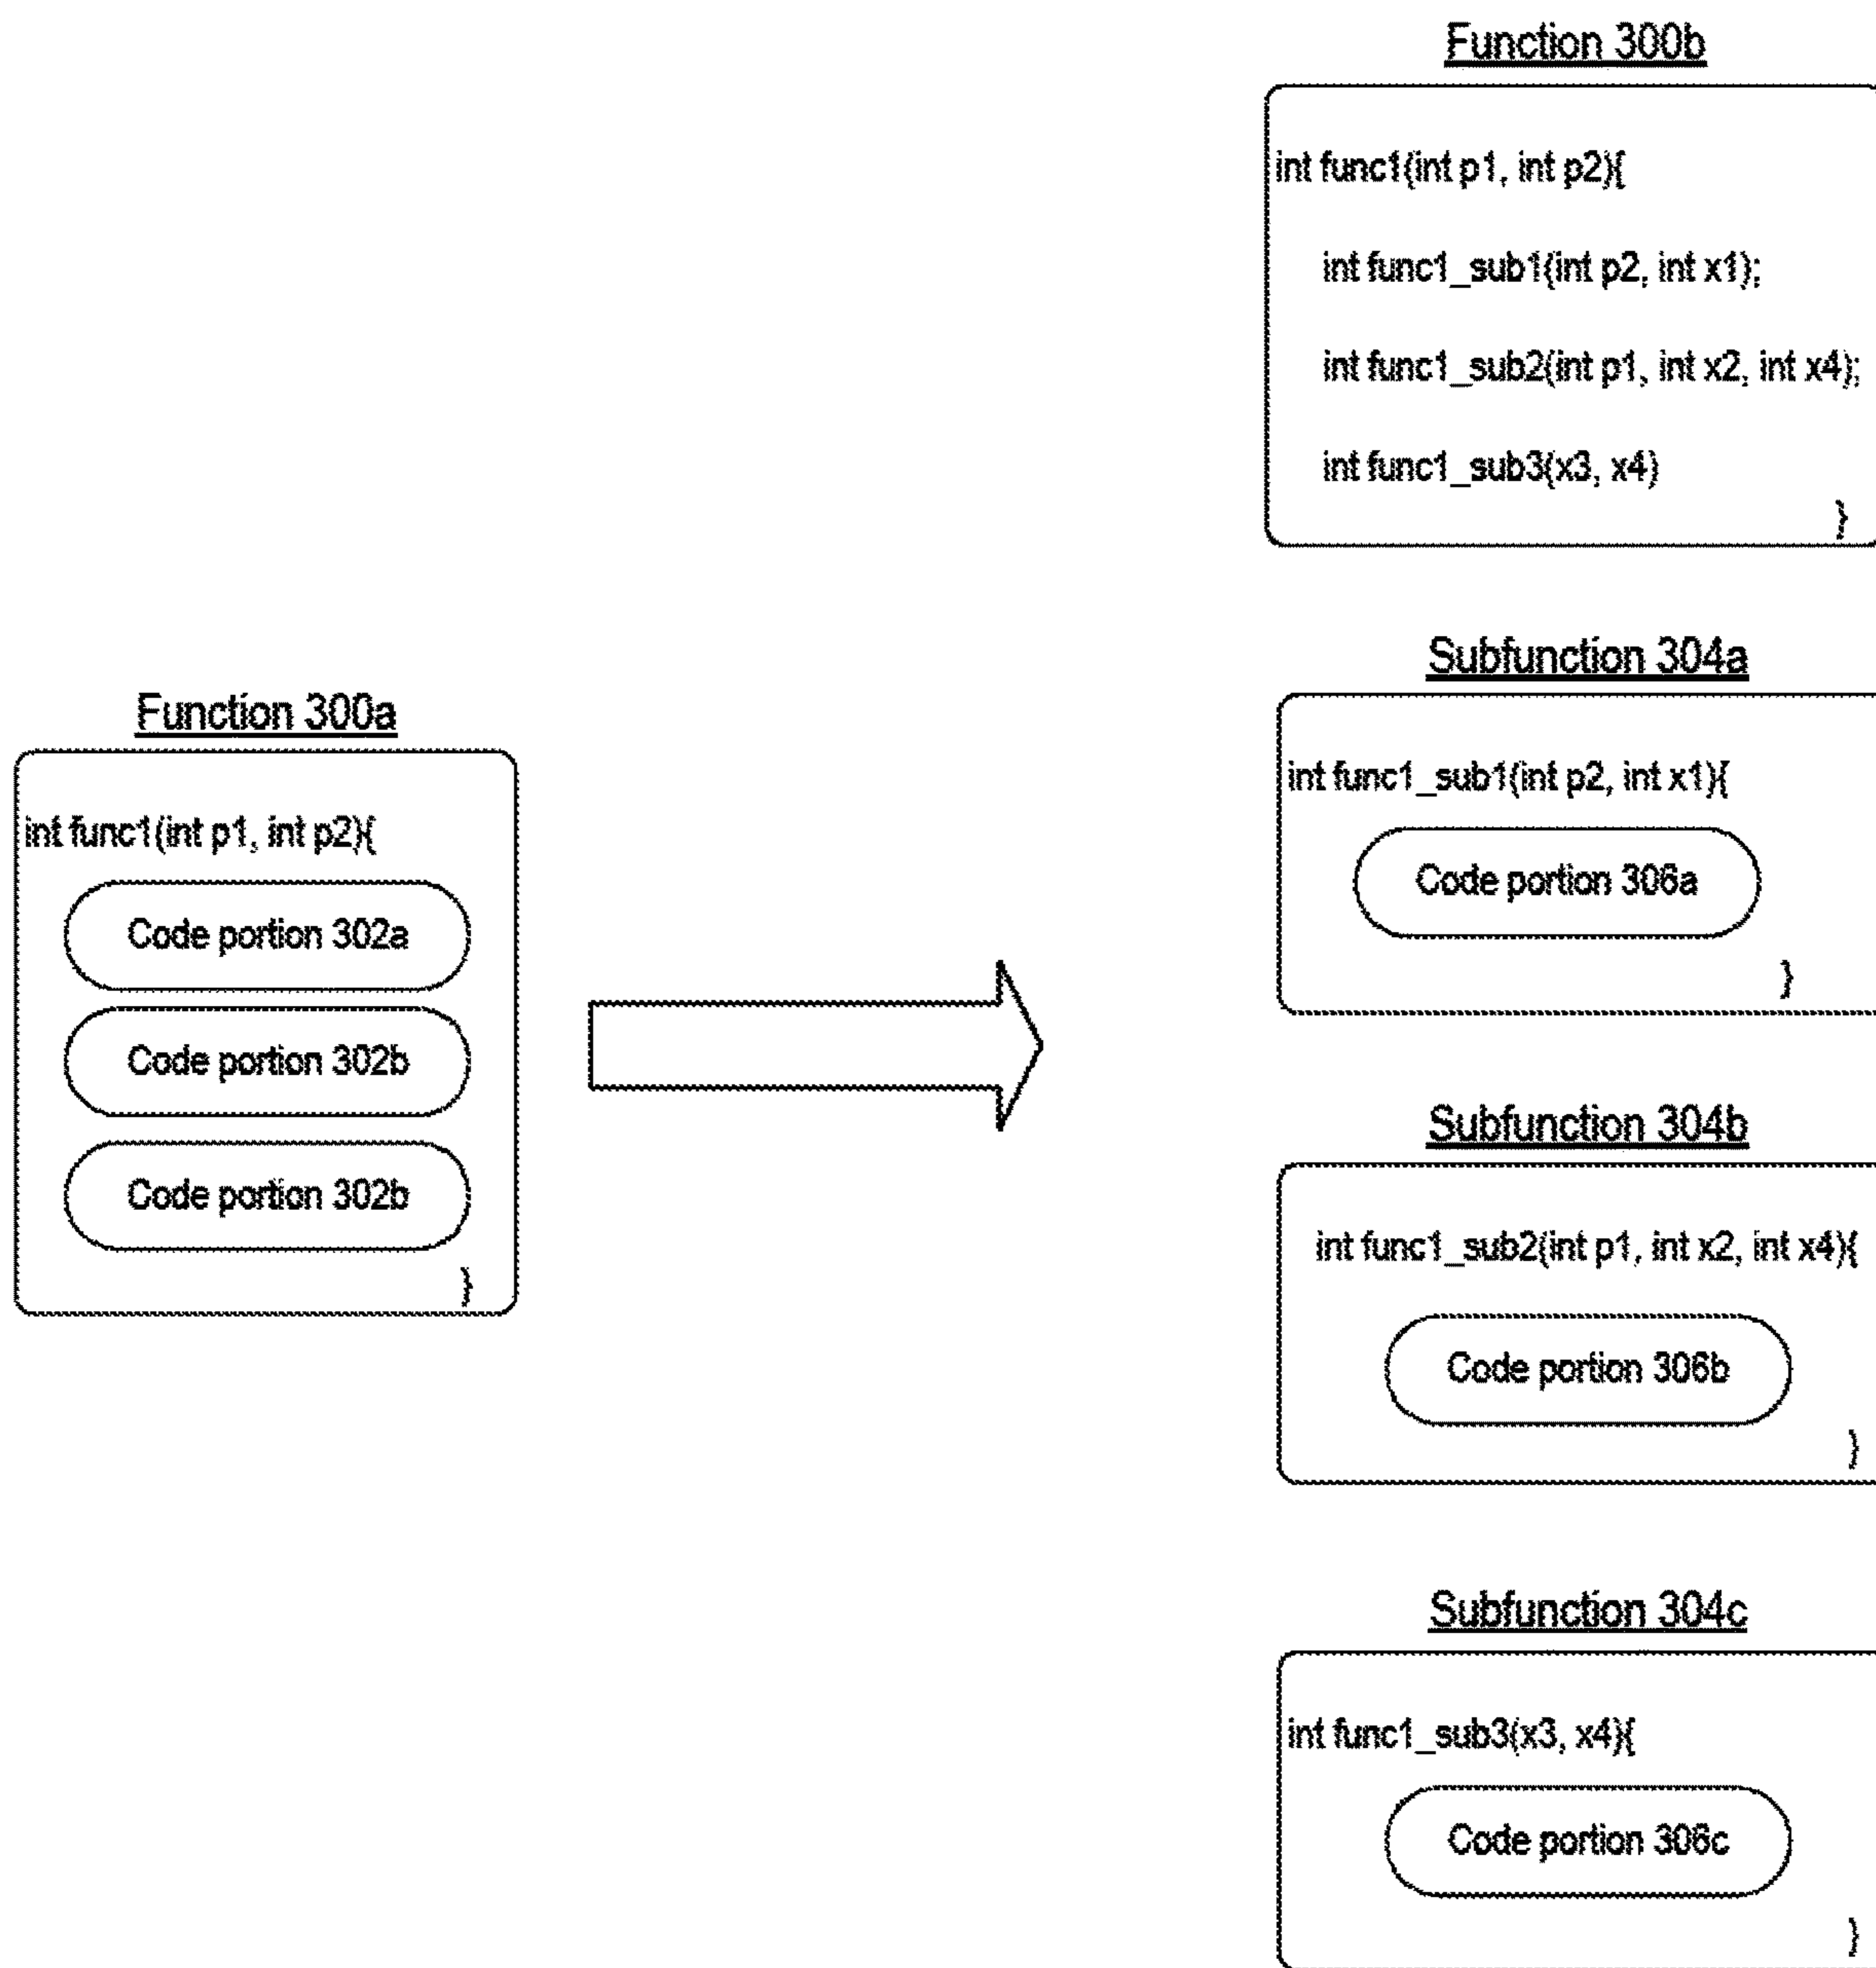 Function 300a
int func1(int p1, int p2){
Code portion 302a
Code portion 302b
Code portion 302b
}
Function 300b
int func1(int p1, int p2){
int func1_sub1(int p2, int x1);
int func1_sub2(int p1, int x2, int x4);
int func1_sub3(x3, x4)
}
Subfunction 304a
int func1_sub1(int p2, int x1){
Code portion 306a
}
Subfunction 304b
int func1_sub2(int p1, int x2, int x4){
Code portion 306b
}
Subfunction 304c
int func1_sub3(x3, x4){
Code portion 306c
}